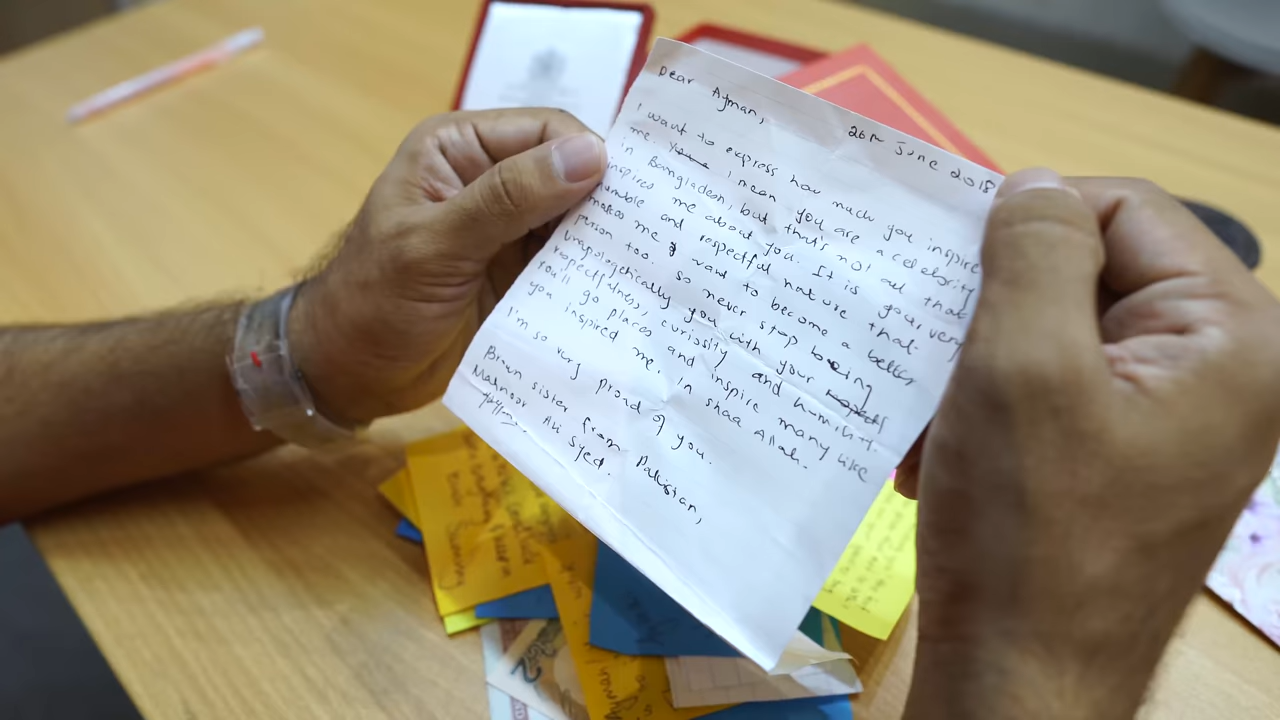 Dear Ayman,
26th June 2018
I want to express how much you inspire
me I mean you are a celebrity
in Bangladesh, but that's not all that
inspires me about you. It is your very
humble and respectful nature that
makes me want to become a better
person too. So never stop being
unapologetically you with your respect
respectfulness, curiosity and humility.
You'll go places and inspire many like
you inspired me, In shaa Allah.
I'm so very proud of you.
Brown sister from Pakistan,
Mahnoor Ali Syed.